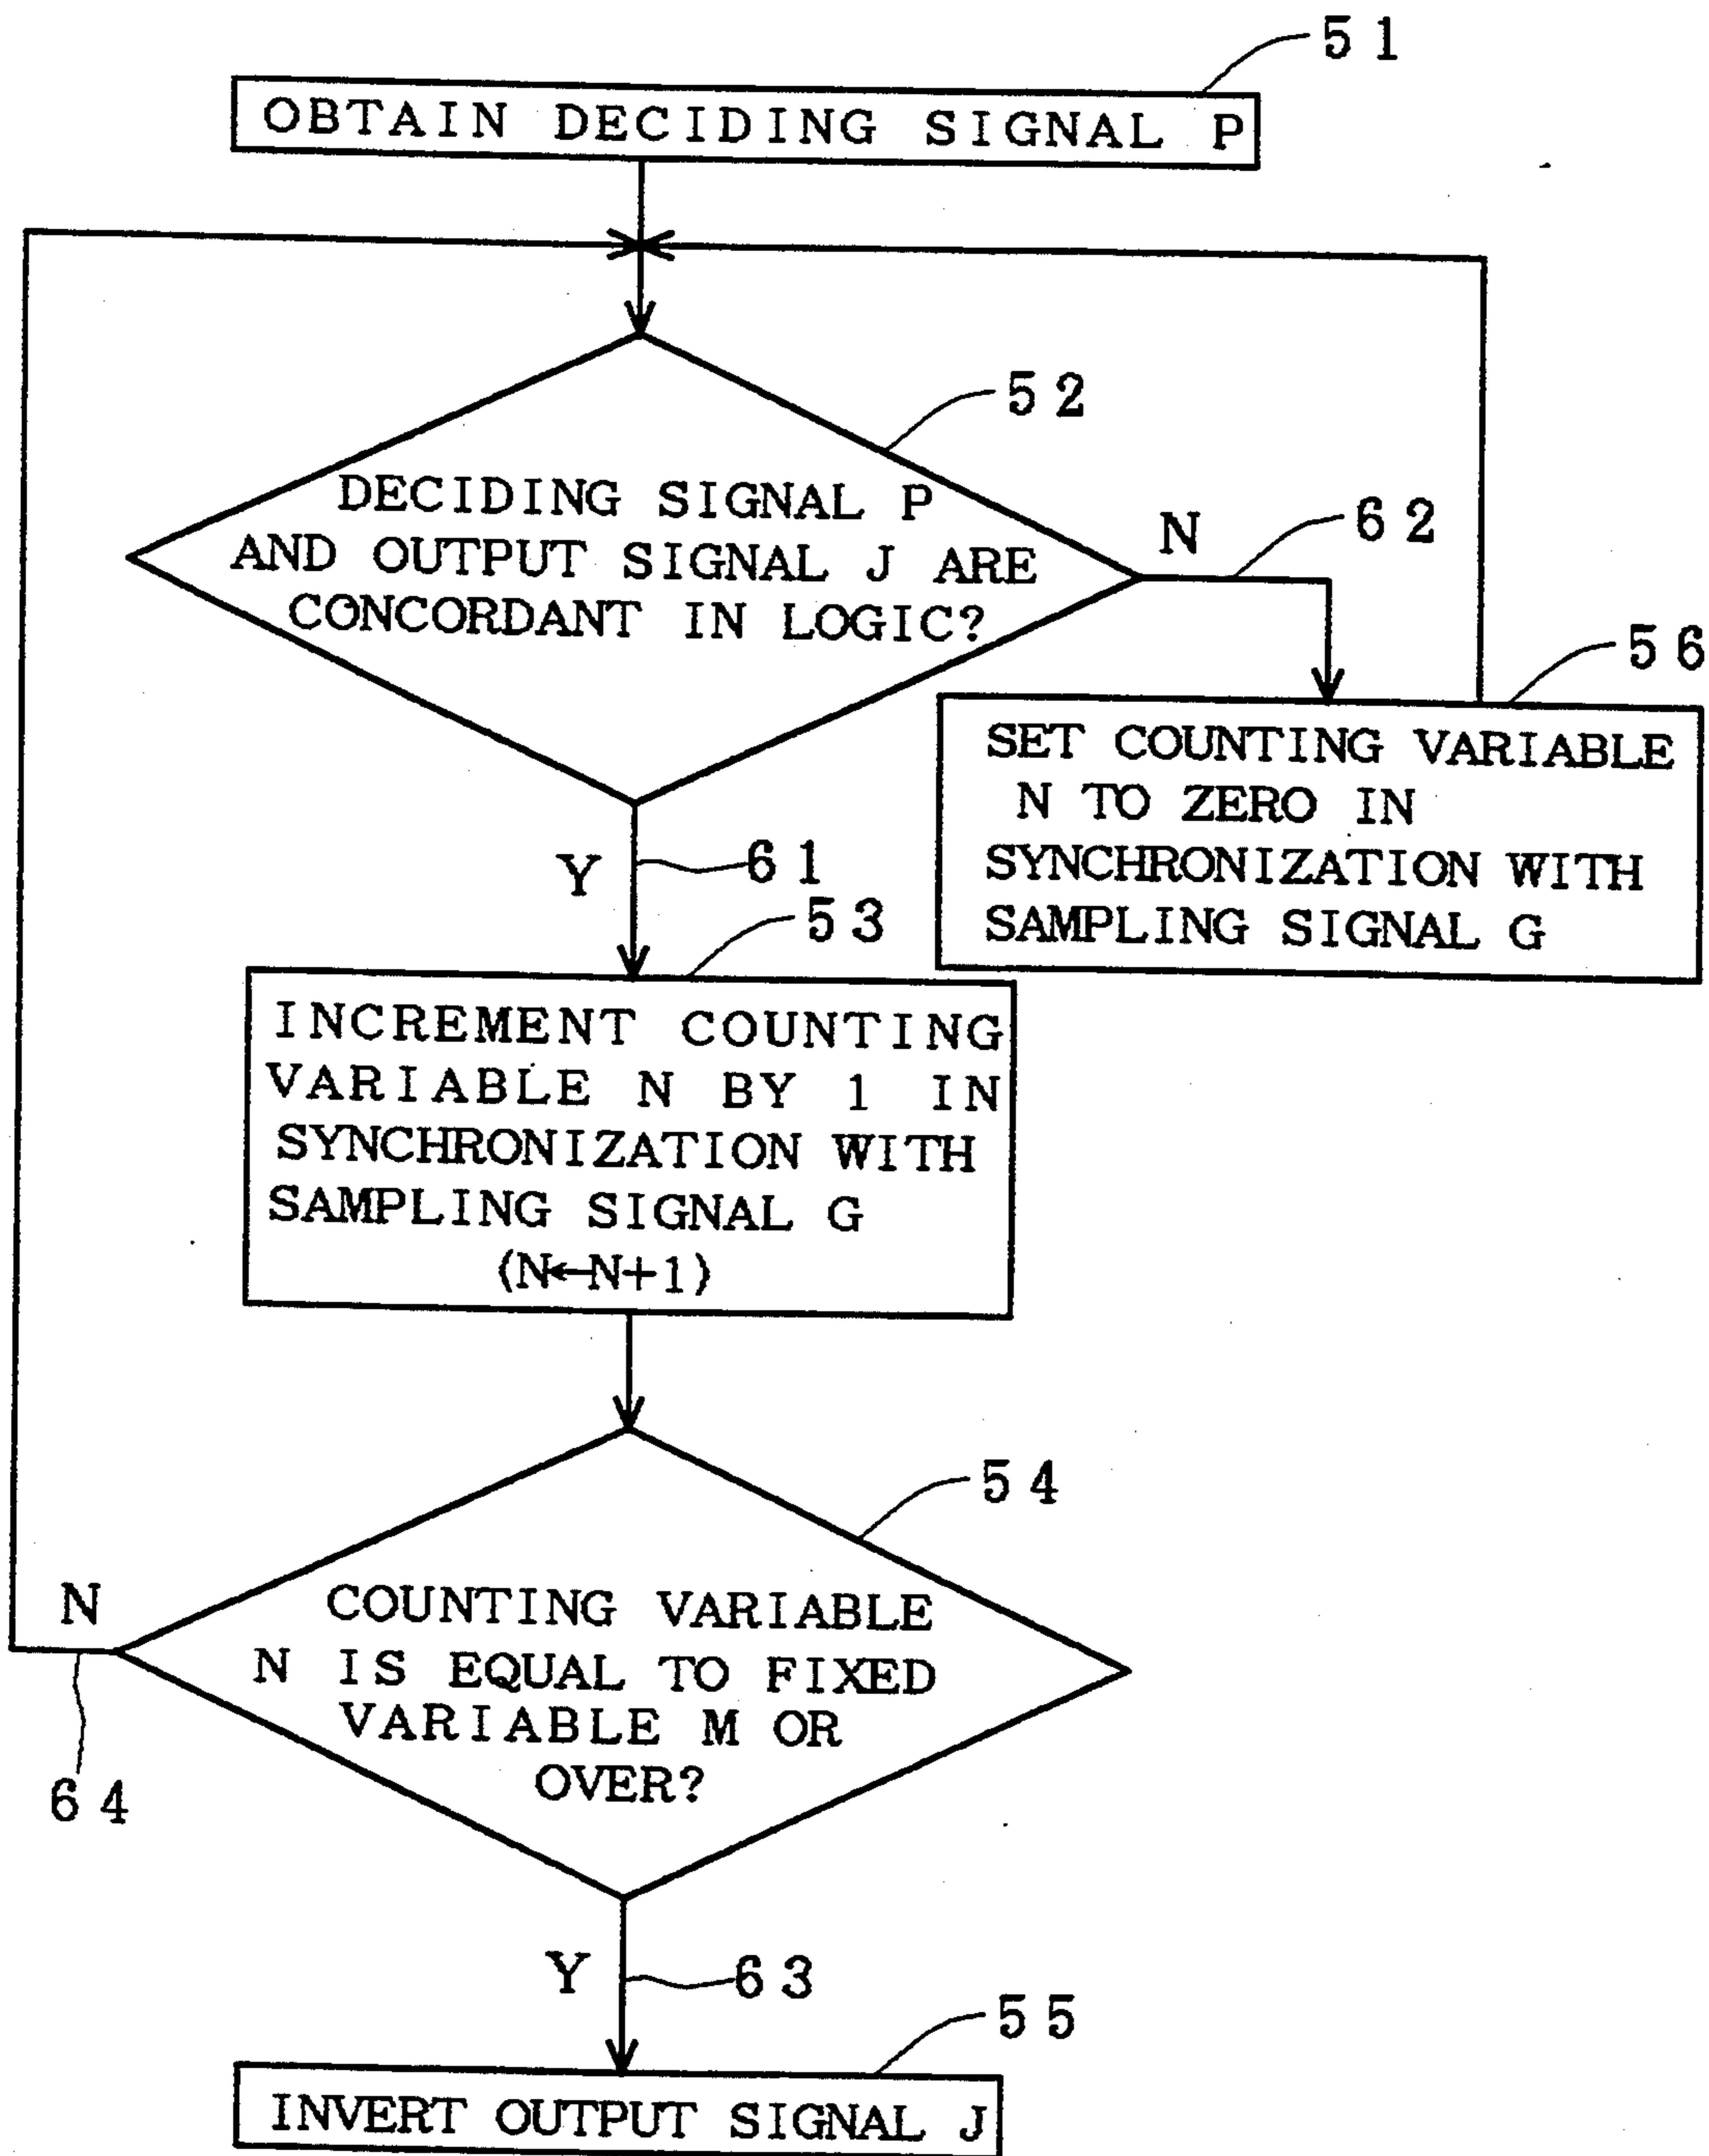 51
OBTAIN DECIDING SIGNAL P
52
DECIDING SIGNAL P
AND OUTPUT SIGNAL J ARE
CONCORDANT IN LOGIC?
N
62
56
SET COUNTING VARIABLE
N TO ZERO IN
SYNCHRONIZATION WITH
SAMPLING SIGNAL G
Y
61
53
INCREMENT COUNTING
VARIABLE N BY 1 IN
SYNCHRONIZATION WITH
SAMPLING SIGNAL G
(N←N+1)
54
COUNTING VARIABLE
N IS EQUAL TO FIXED
VARIABLE M OR
OVER?
N
64
Y
63
55
INVERT OUTPUT SIGNAL J